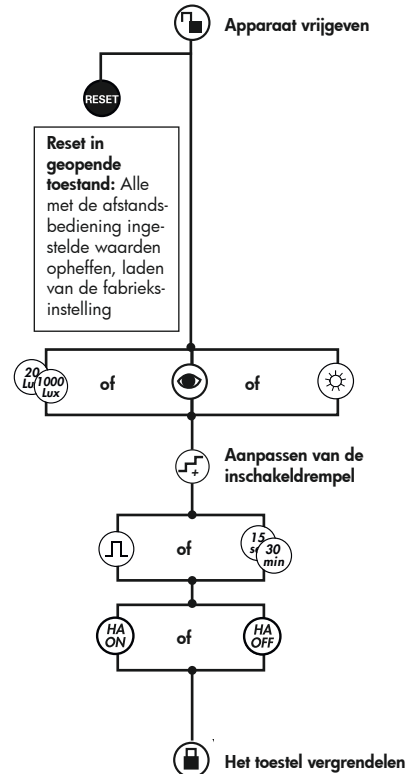 Apparaat vrijgeven
RESET
Reset in
geopende
toestand: Alle
met de afstands-
bediening inge-
stelde waarden
opheffen, laden
van de fabrieks-
instelling
20
Lu
1000
Lux
of
of
Aanpassen van de
inschakeldrempel
of
15
se
30
min
HA
ON
of
HA
OFF
Het toestel vergrendelen